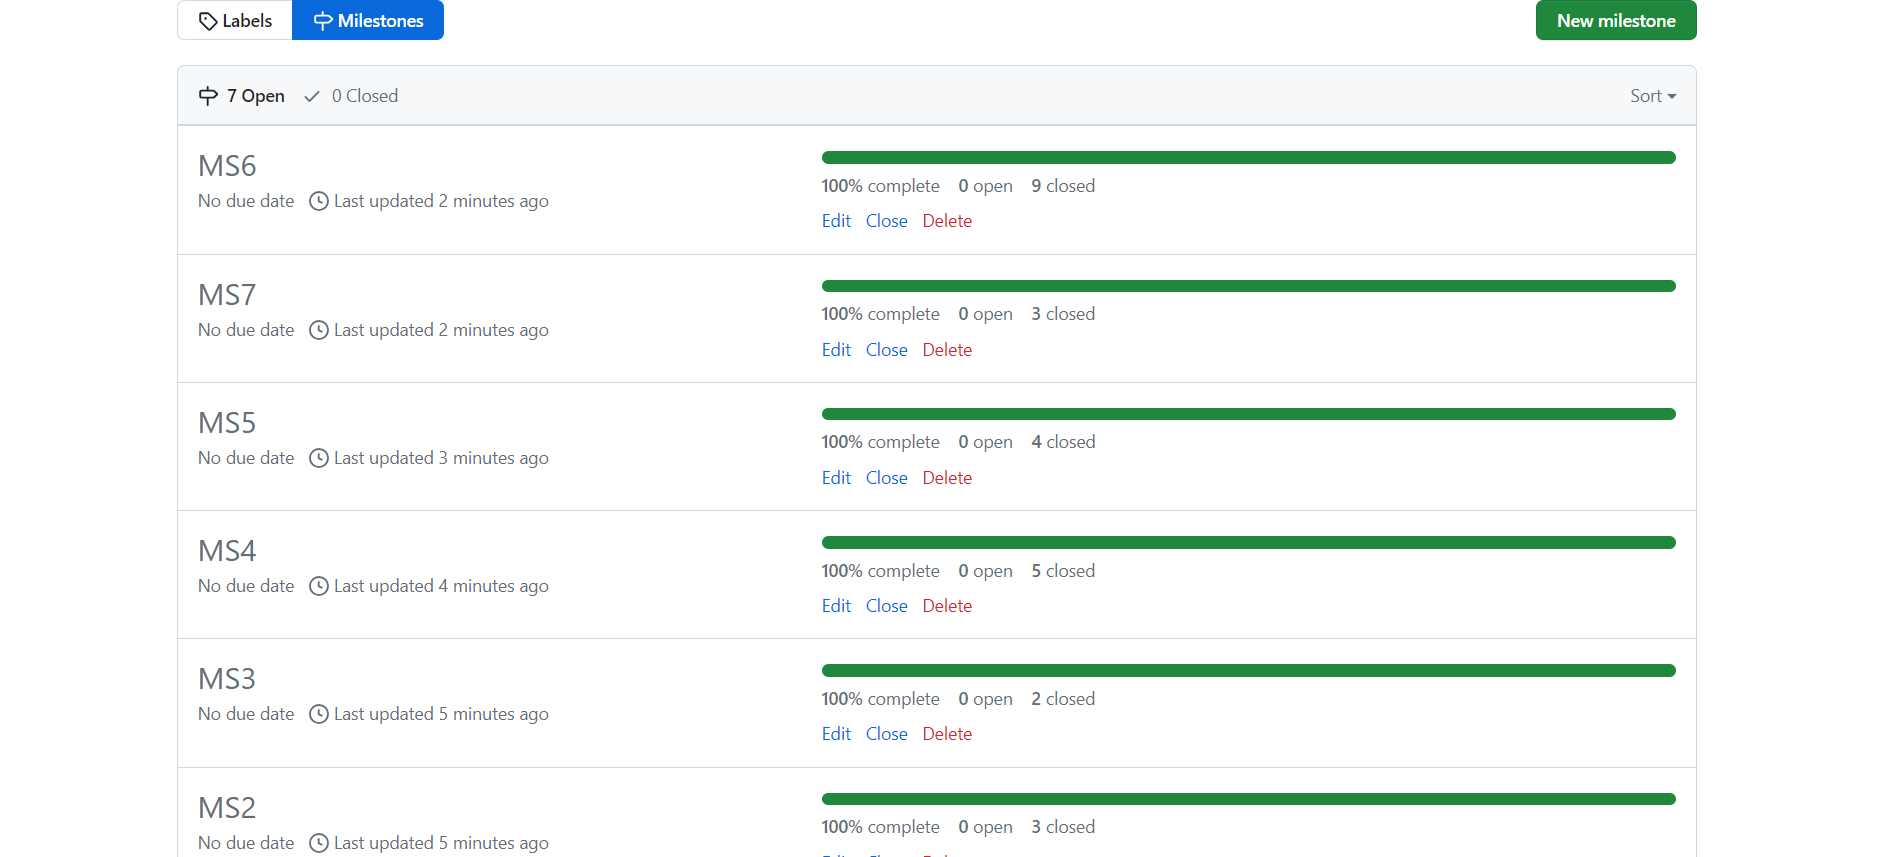 Labels Milestones New milestone
7 Open 0 Closed Sort
MS6
No due date Last updated 2 minutes ago
100% complete 0 open 9 closed
Edit Close Delete
MS7
No due date Last updated 2 minutes ago
100% complete 0 open 3 closed
Edit Close Delete
MS5
No due date Last updated 3 minutes ago
100% complete 0 open 4 closed
Edit Close Delete
MS4
No due date Last updated 4 minutes ago
100% complete 0 open 5 closed
Edit Close Delete
MS3
No due date Last updated 5 minutes ago
100% complete 0 open 2 closed
Edit Close Delete
MS2
No due date Last updated 5 minutes ago
100% complete 0 open 3 closed